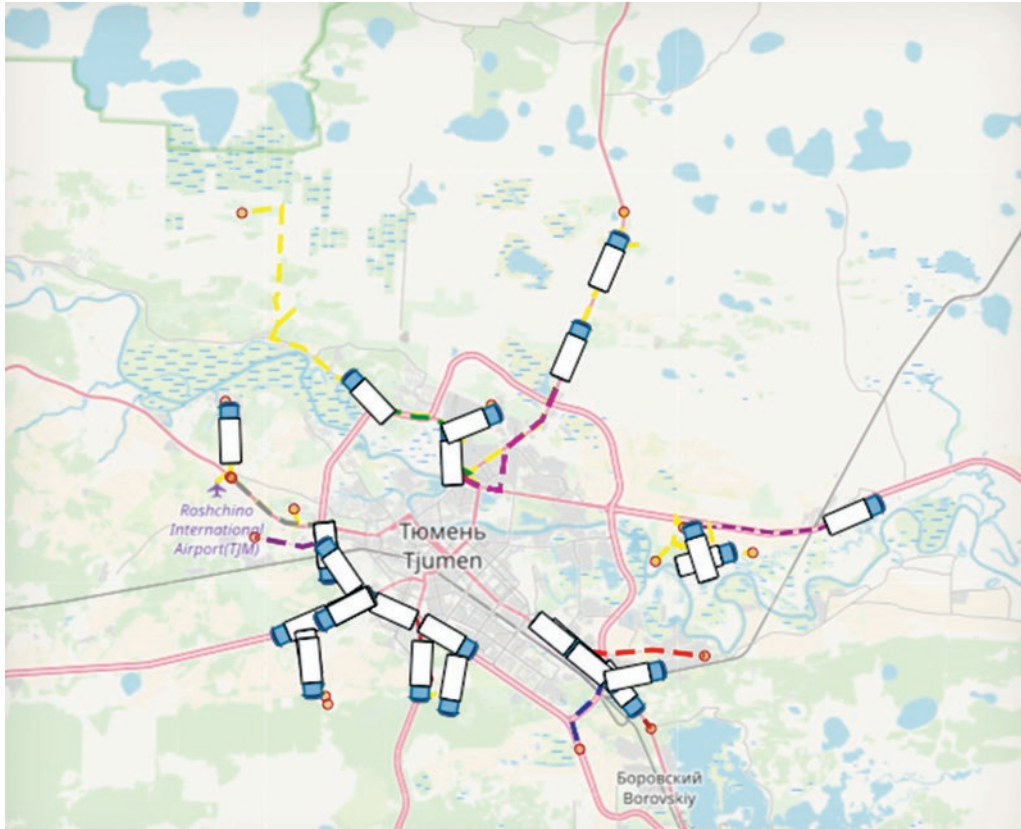 Roshchino
International
Airport(TJM)
Тюмень
Tjumen
Боровский
Borovskiy